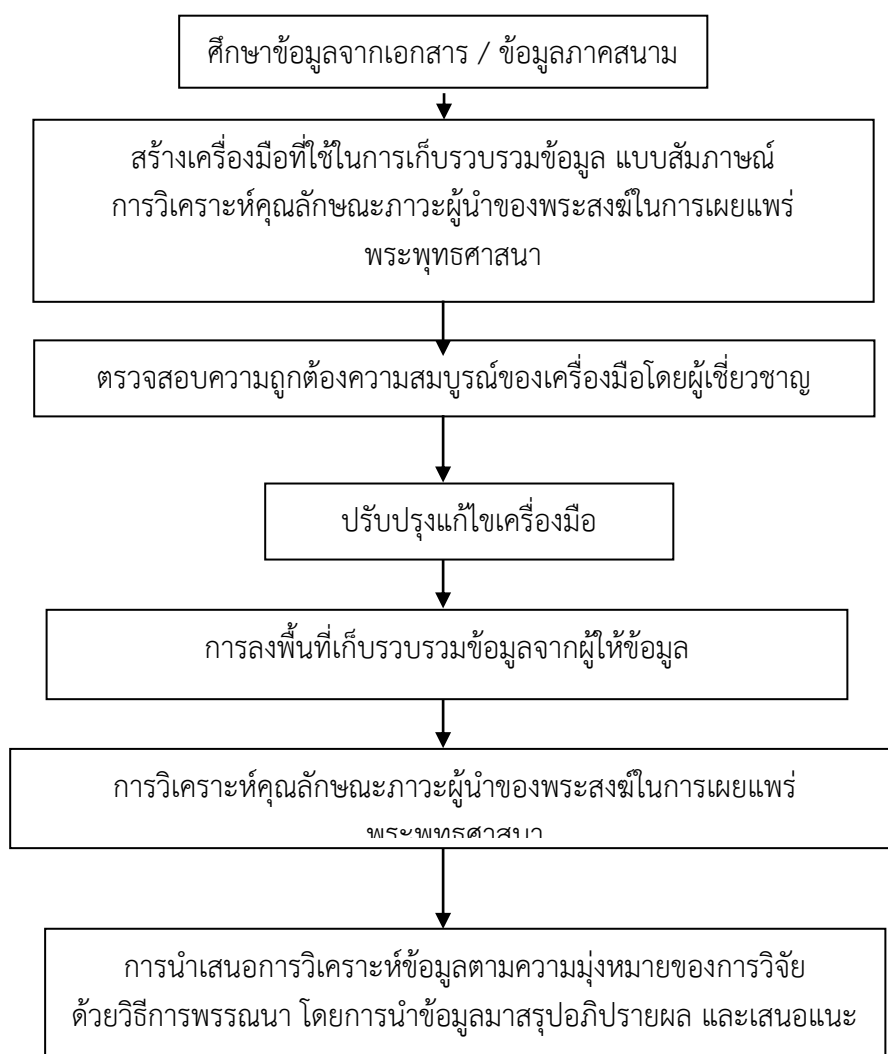 ศึกษาข้อมูลจากเอกสาร / ข้อมูลภาคสนาม
สร้างเครื่องมือที่ใช้ในการเก็บรวบรวมข้อมูล แบบสัมภาษณ์
การวิเคราะห์คุณลักษณะภาวะผู้นำของพระสงฆ์ในการเผยแพร่
พระพุทธศาสนา
ตรวจสอบความถูกต้องความสมบูรณ์ของเครื่องมือโดยผู้เชี่ยวชาญ
ปรับปรุงแก้ไขเครื่องมือ
การลงพื้นที่เก็บรวบรวมข้อมูลจากผู้ให้ข้อมูล
การวิเคราะห์คุณลักษณะภาวะผู้นำของพระสงฆ์ในการเผยแพร่
พระพุทธศาสนา
การนำเสนอการวิเคราะห์ข้อมูลตามความมุ่งหมายของการวิจัย
ด้วยวิธีการพรรณนา โดยการนำข้อมูลมาสรุปอภิปรายผล และเสนอแนะ